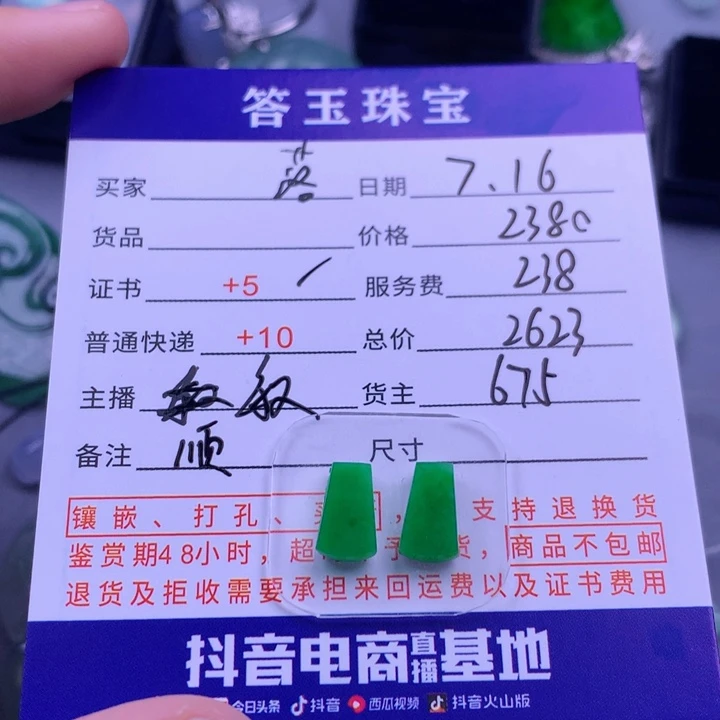 答玉珠宝
买家 日期 7.16
货品 价格 2380
证书 +5 / 服务费 238
普通快递 +10 总价 2623
主播 敏敏 货主 675
备注 顺 尺寸
镶嵌、打孔、 , 支持退换货
鉴赏期48小时，超 予 货，商品不包邮
退货及拒收需要承担来回运费以及证书费用
抖音电商直播基地
今日头条 抖音 西瓜视频 抖音火山版